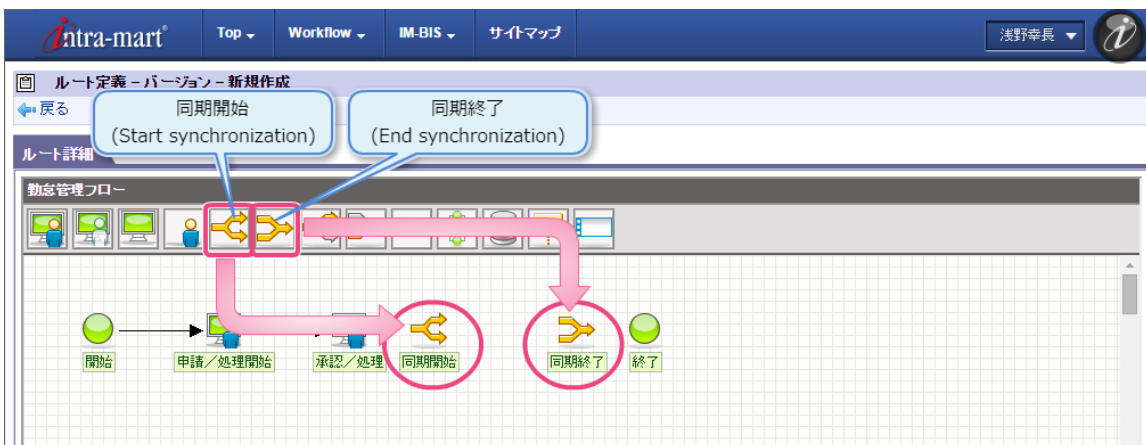 intra-mart®
Top
Workflow
IM-BIS
サイトマップ
浅野幸長
ルート定義 - バージョン - 新規作成
戻る
同期開始
(Start synchronization)
同期終了
(End synchronization)
ルート詳細
勤怠管理フロー
開始
申請／処理開始
承認／処理
同期開始
同期終了
終了